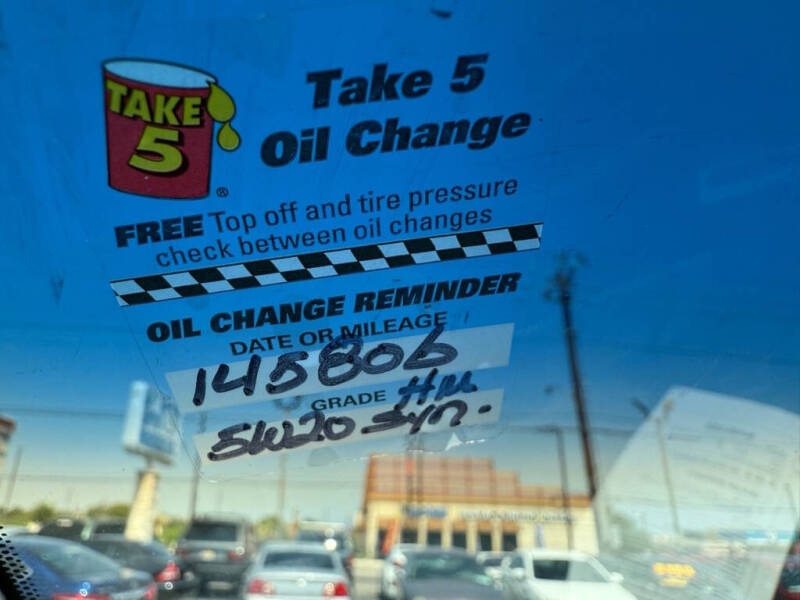 TAKE
5
®
Take 5
Oil Change
FREE Top off and tire pressure
check between oil changes
OIL CHANGE REMINDER
DATE OR MILEAGE
145806
GRADE HM
5W20 Syn.